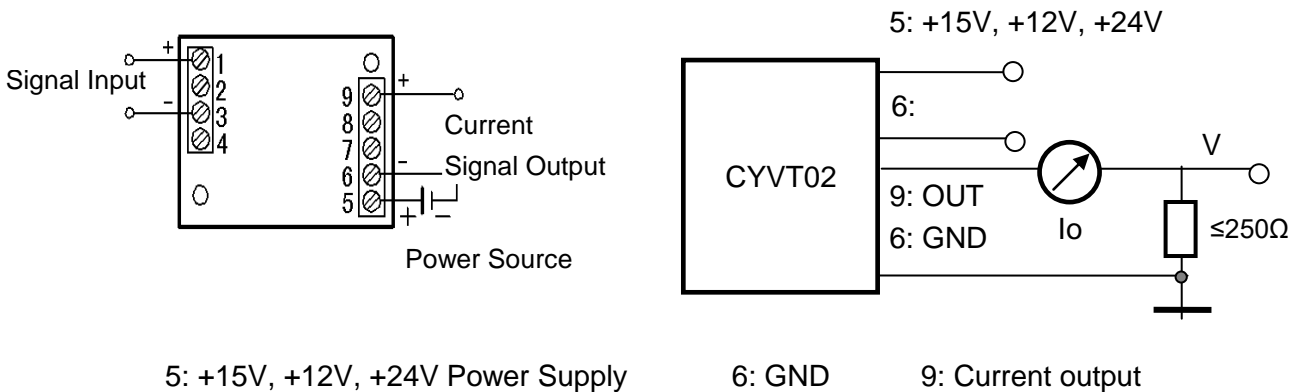 5: +15V, +12V, +24V
+
Signal Input
-
1
2
3
4
9
8
7
6
5
+
Current
-
Signal Output
+
-
Power Source
CYVT02
6:
V
9: OUT
6: GND
Io
≤250Ω
5: +15V, +12V, +24V Power Supply 6: GND 9: Current output